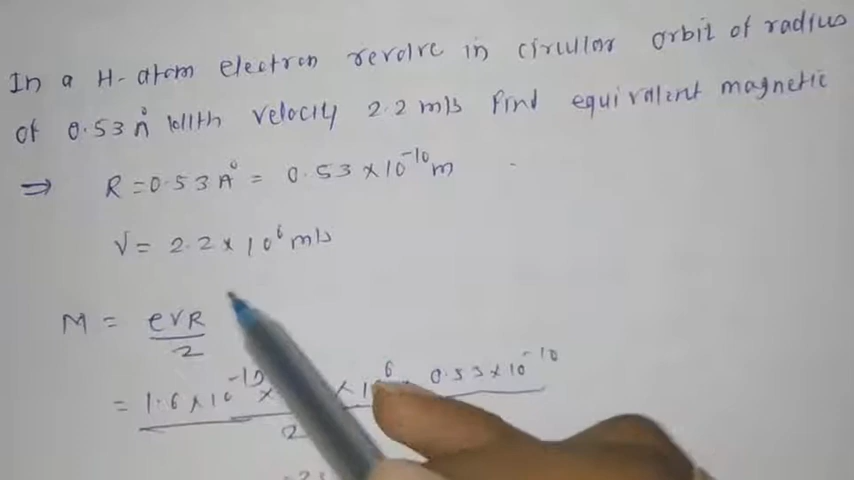 In a H-atom electron revolve in circular orbit of radius
of 0.53 A° with velocity 2.2 m/s find equivalent magnetic
⇒ R = 0.53 A° = 0.53 × 10⁻¹⁰ m
V = 2.2 × 10⁶ m/s
M = evR / 2
= 1.6 × 10⁻¹⁹ × × 10⁶ 0.53 × 10⁻¹⁰ / 2